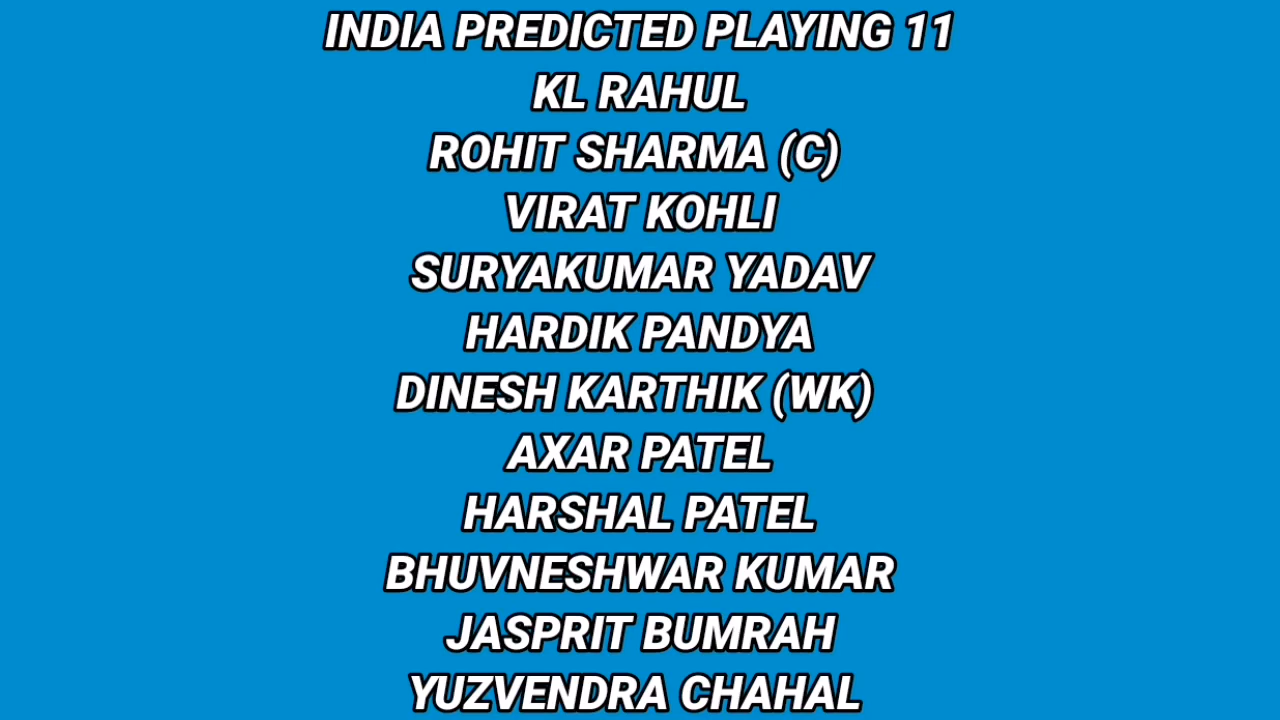 INDIA PREDICTED PLAYING 11
KL RAHUL
ROHIT SHARMA (C)
VIRAT KOHLI
SURYAKUMAR YADAV
HARDIK PANDYA
DINESH KARTHIK (WK)
AXAR PATEL
HARSHAL PATEL
BHUVNESHWAR KUMAR
JASPRIT BUMRAH
YUZVENDRA CHAHAL